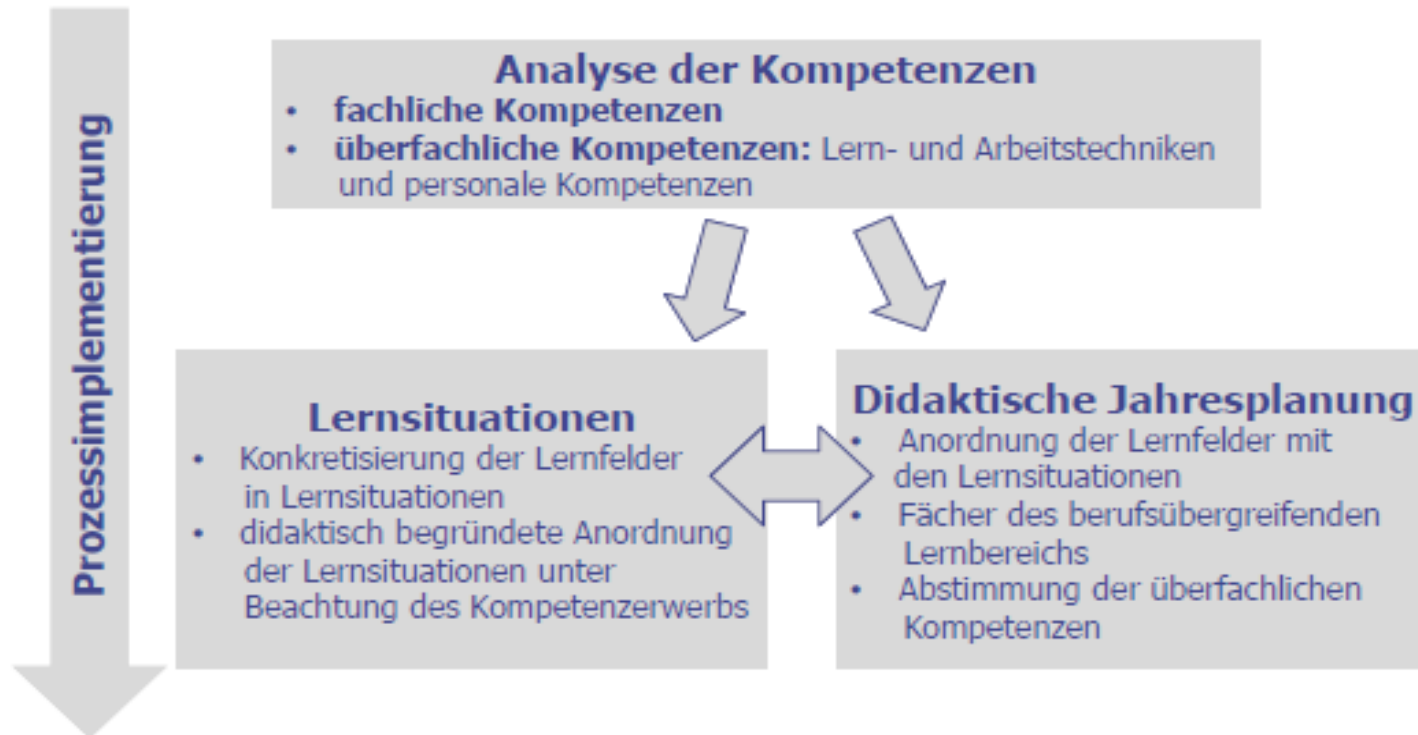 Prozessimplementierung
Analyse der Kompetenzen
• fachliche Kompetenzen
• überfachliche Kompetenzen: Lern- und Arbeitstechniken
und personale Kompetenzen
Lernsituationen
• Konkretisierung der Lernfelder
in Lernsituationen
• didaktisch begründete Anordnung
der Lernsituationen unter
Beachtung des Kompetenzerwerbs
Didaktische Jahresplanung
• Anordnung der Lernfelder mit
den Lernsituationen
• Fächer des berufsübergreifenden
Lernbereichs
• Abstimmung der überfachlichen
Kompetenzen